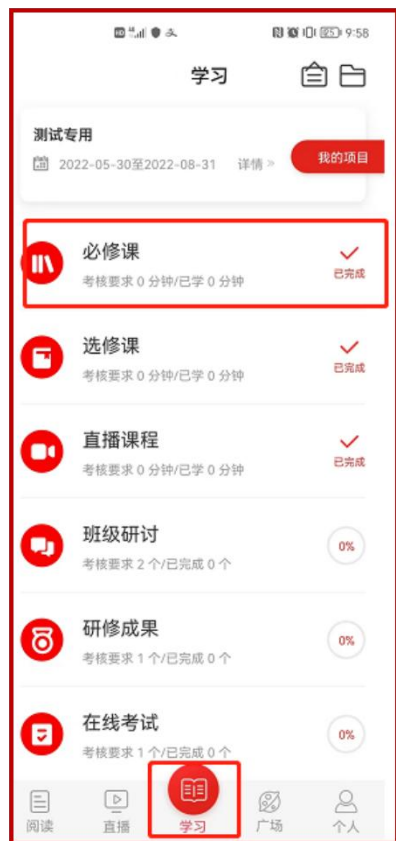 9:58
学习
测试专用
2022-05-30至2022-08-31 详情 »
我的项目
必修课
考核要求 0 分钟/已学 0 分钟
已完成
选修课
考核要求 0 分钟/已学 0 分钟
已完成
直播课程
考核要求 0 分钟/已学 0 分钟
已完成
班级研讨
考核要求 2 个/已完成 0 个
0%
研修成果
考核要求 1 个/已完成 0 个
0%
在线考试
考核要求 1 个/已完成 0 个
0%
阅读 直播 学习 广场 个人